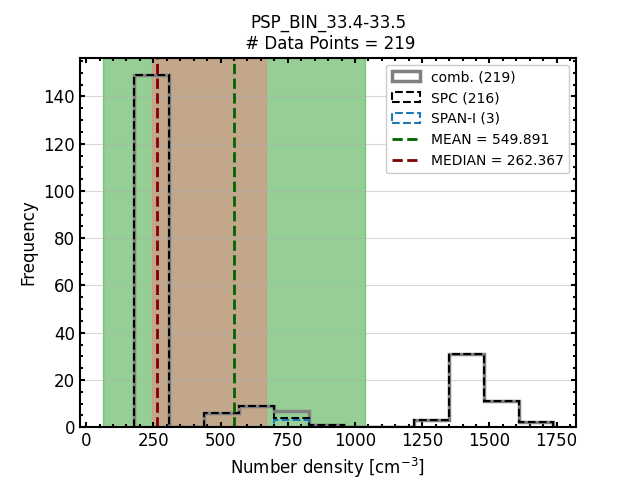 PSP_BIN_33.4-33.5
# Data Points = 219
comb. (219)
SPC (216)
SPAN-I (3)
MEAN = 549.891
MEDIAN = 262.367
Frequency
140
120
100
80
60
40
20
0
0 250 500 750 1000 1250 1500 1750
Number density [cm⁻³]